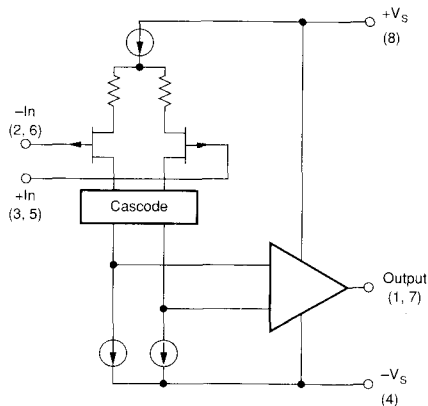 +VS
(8)
–In
(2, 6)
+In
(3, 5)
Cascode
Output
(1, 7)
–VS
(4)